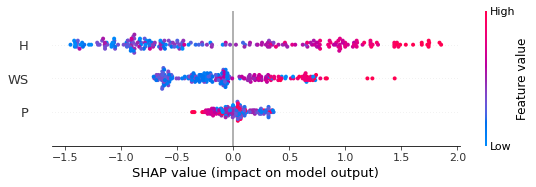 High
H
WS
P
Feature value
Low
−1.5 −1.0 −0.5 0.0 0.5 1.0 1.5 2.0
SHAP value (impact on model output)